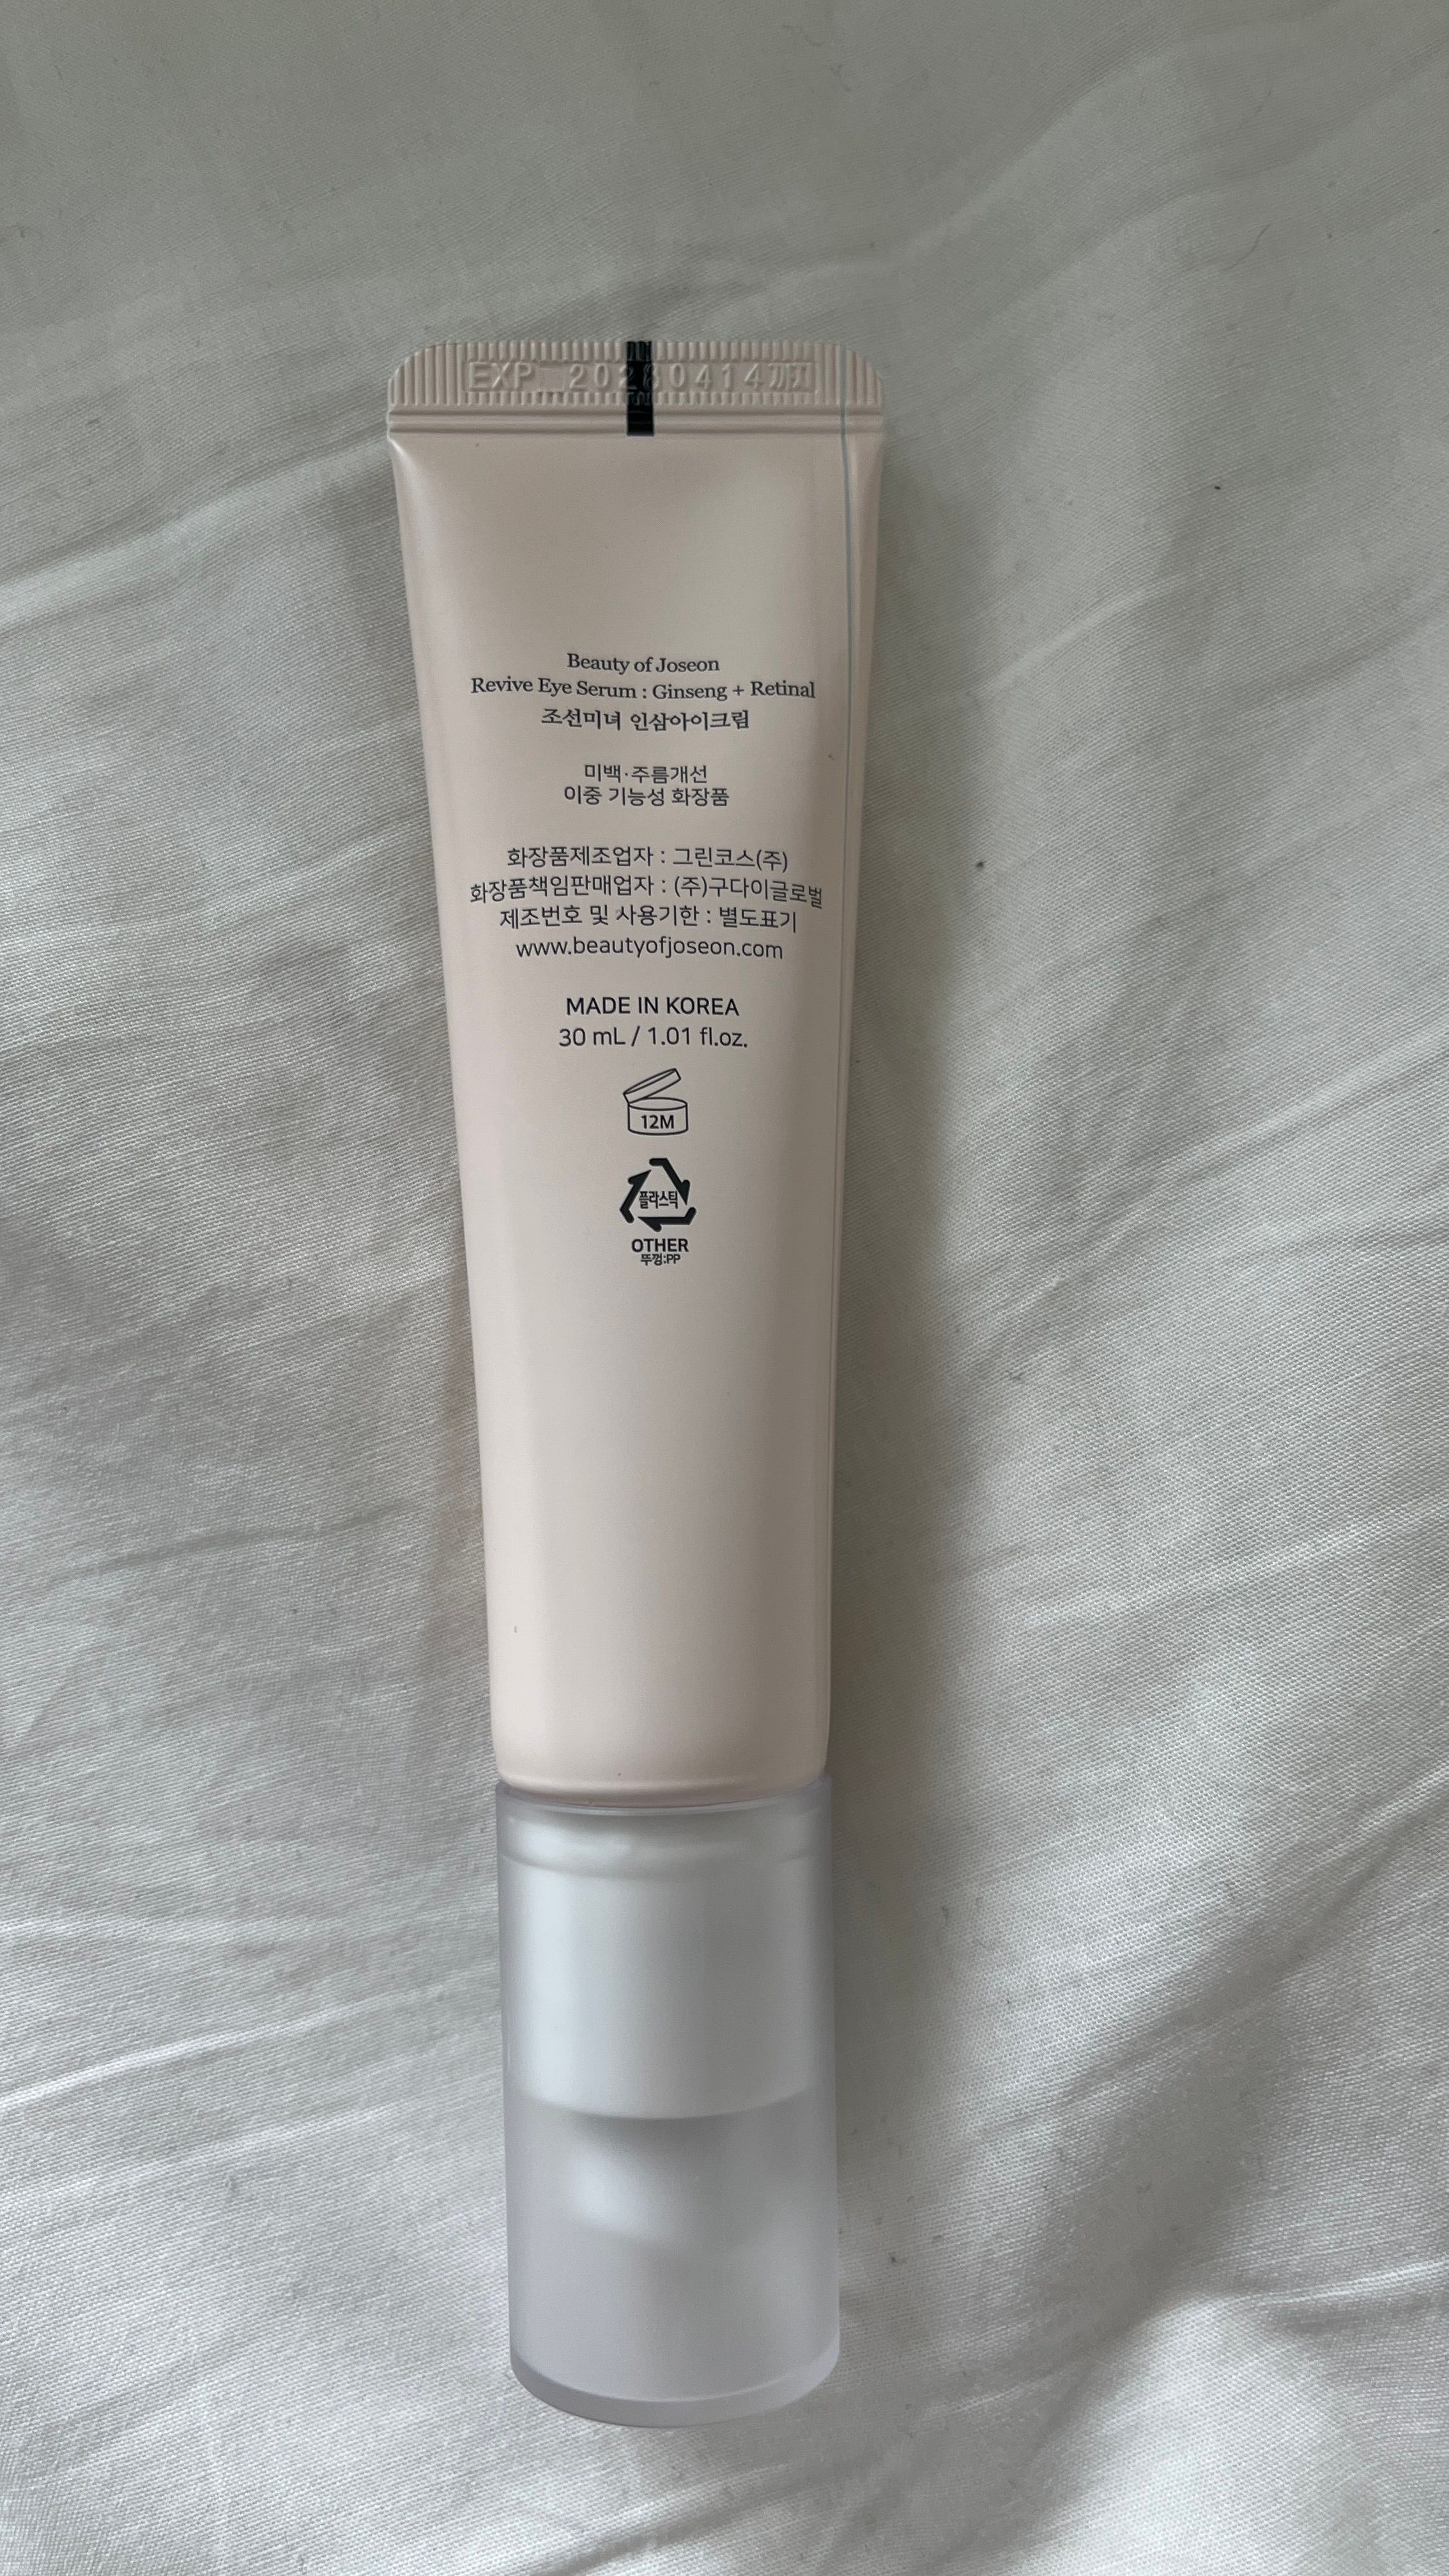 EXP 20280414까지
Beauty of Joseon
Revive Eye Serum : Ginseng + Retinal
조선미녀 인삼아이크림
미백·주름개선
이중 기능성 화장품
화장품제조업자 : 그린코스(주)
화장품책임판매업자 : (주)구다이글로벌
제조번호 및 사용기한 : 별도표기
www.beautyofjoseon.com
MADE IN KOREA
30 mL / 1.01 fl.oz.
12M
플라스틱
OTHER
뚜껑:PP